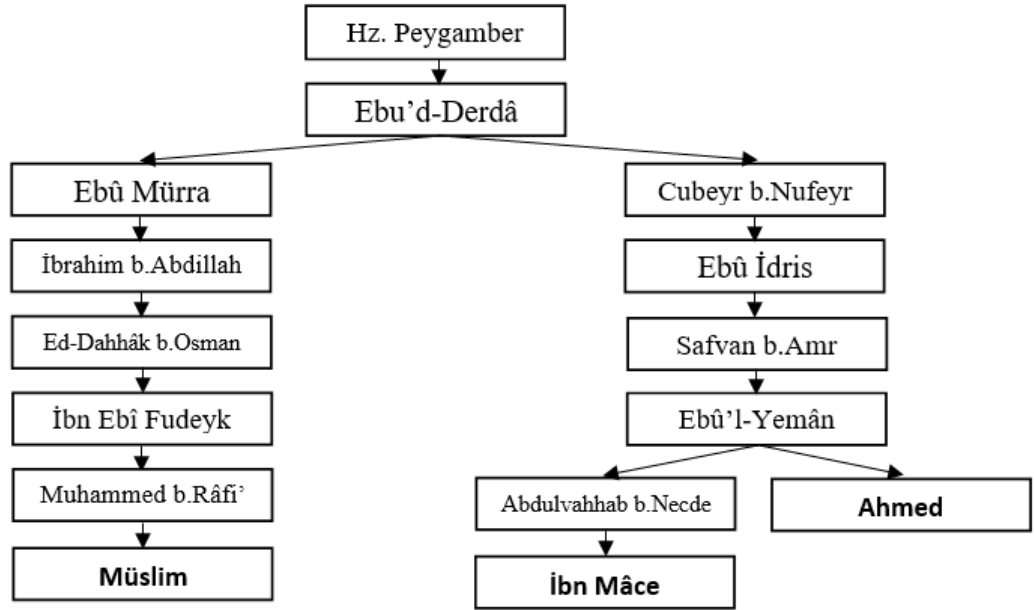 Hz. Peygamber
Ebu’d-Derdâ
Ebû Mürra
Cubeyr b.Nufeyr
İbrahim b.Abdillah
Ebû İdris
Ed-Dahhâk b.Osman
Safvan b.Amr
İbn Ebî Fudeyk
Ebû’l-Yemân
Muhammed b.Râfi’
Abdulvahhab b.Necde
Ahmed
Müslim
İbn Mâce